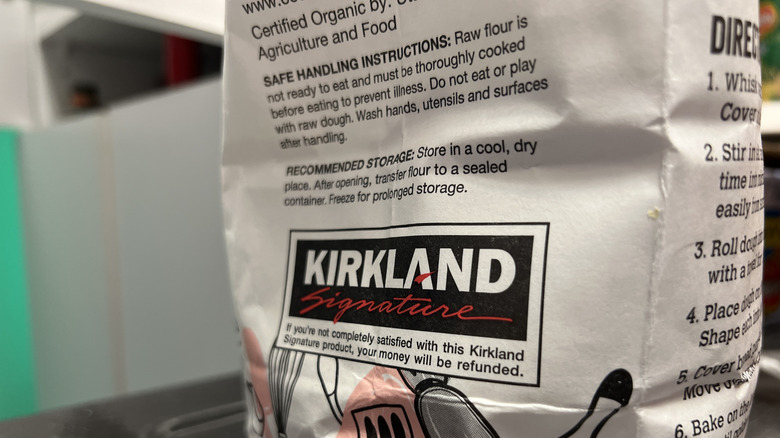 Certified Organic by:
Agriculture and Food
SAFE HANDLING INSTRUCTIONS: Raw flour is
not ready to eat and must be thoroughly cooked
before eating to prevent illness. Do not eat or play
with raw dough. Wash hands, utensils and surfaces
after handling.
RECOMMENDED STORAGE: Store in a cool, dry
place. After opening, transfer flour to a sealed
container. Freeze for prolonged storage.
KIRKLAND
Signature
If you're not completely satisfied with this Kirkland
Signature product, your money will be refunded.
1. Whisk
Cover
2. Stir in
time
easily
3. Roll dough
with a
4. Place dough
Shape
5. Cover
Move
6. Bake on the